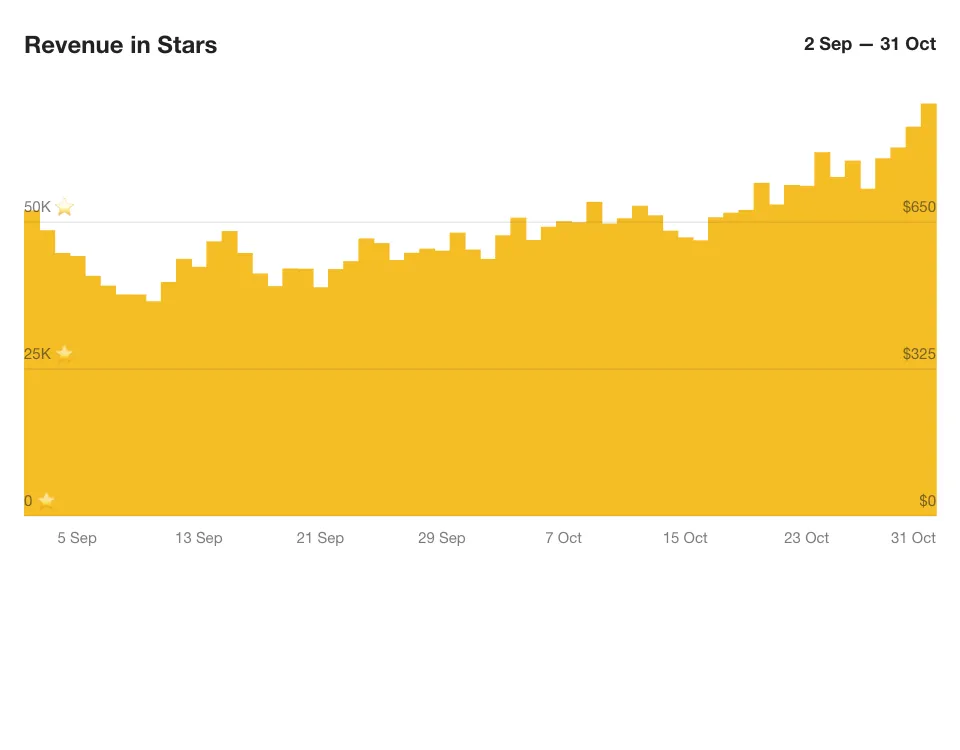 Revenue in Stars
2 Sep — 31 Oct
50K ⭐
$650
25K ⭐
$325
0 ⭐
$0
5 Sep
13 Sep
21 Sep
29 Sep
7 Oct
15 Oct
23 Oct
31 Oct